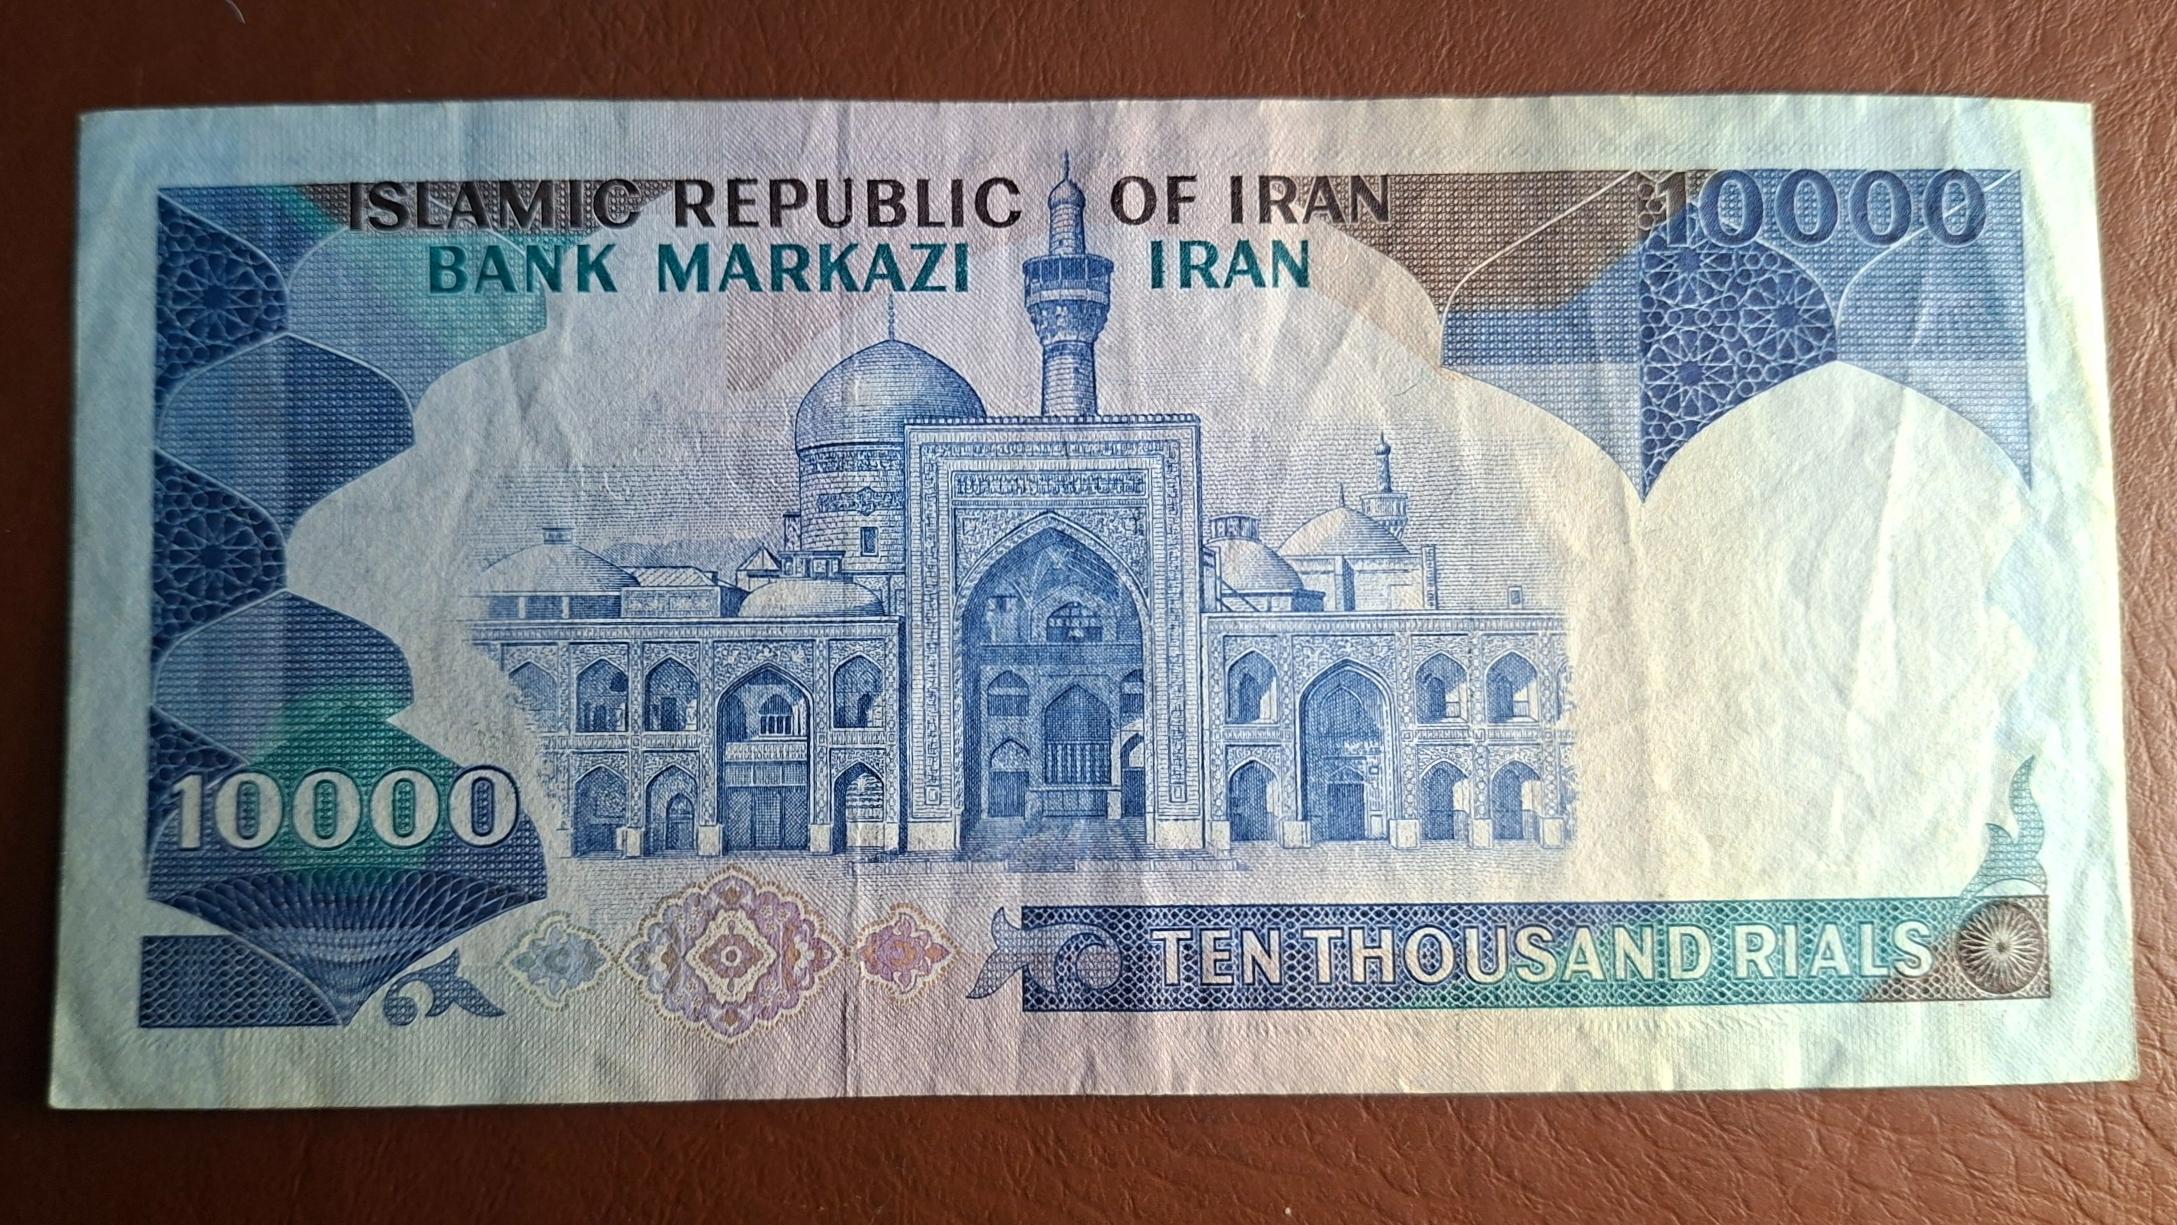 ISLAMIC REPUBLIC OF IRAN
BANK MARKAZI IRAN
10000
10000
TEN THOUSAND RIALS